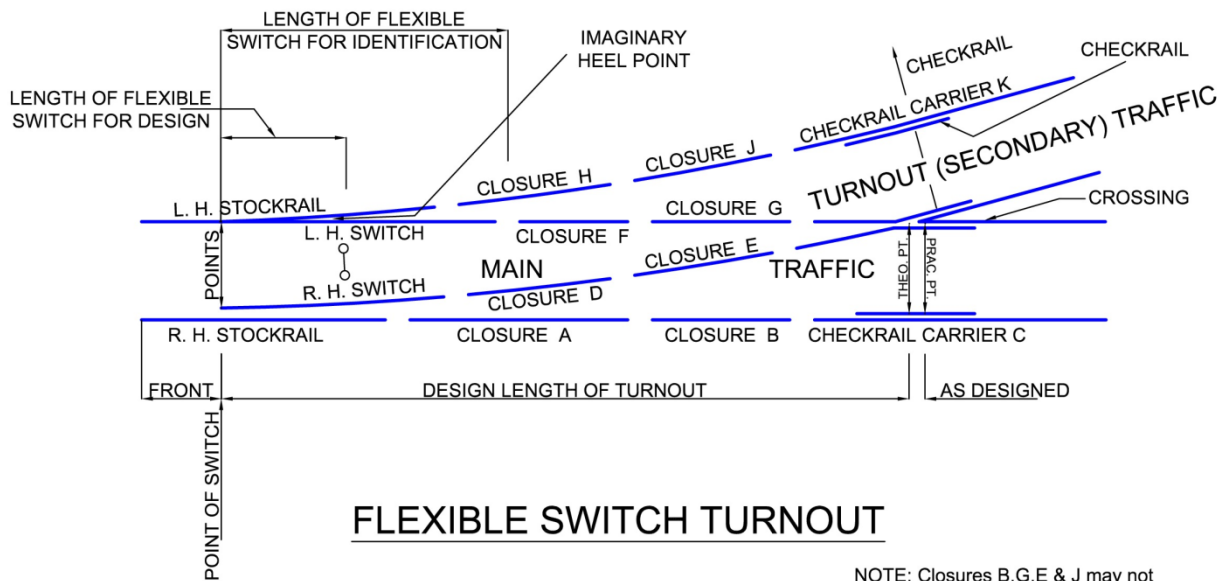 LENGTH OF FLEXIBLE
SWITCH FOR IDENTIFICATION
IMAGINARY
HEEL POINT
CHECKRAIL
CHECKRAIL
LENGTH OF FLEXIBLE
SWITCH FOR DESIGN
CHECKRAIL CARRIER K
TURNOUT (SECONDARY) TRAFFIC
CLOSURE H
CLOSURE J
L. H. STOCKRAIL
CLOSURE G
CROSSING
POINTS
L. H. SWITCH
CLOSURE F
CLOSURE E
MAIN
TRAFFIC
THEO. PT.
PRAC. PT.
R. H. SWITCH
CLOSURE D
R. H. STOCKRAIL
CLOSURE A
CLOSURE B
CHECKRAIL CARRIER C
FRONT
DESIGN LENGTH OF TURNOUT
AS DESIGNED
POINT OF SWITCH
FLEXIBLE SWITCH TURNOUT
NOTE: Closures B,G,E & J may not